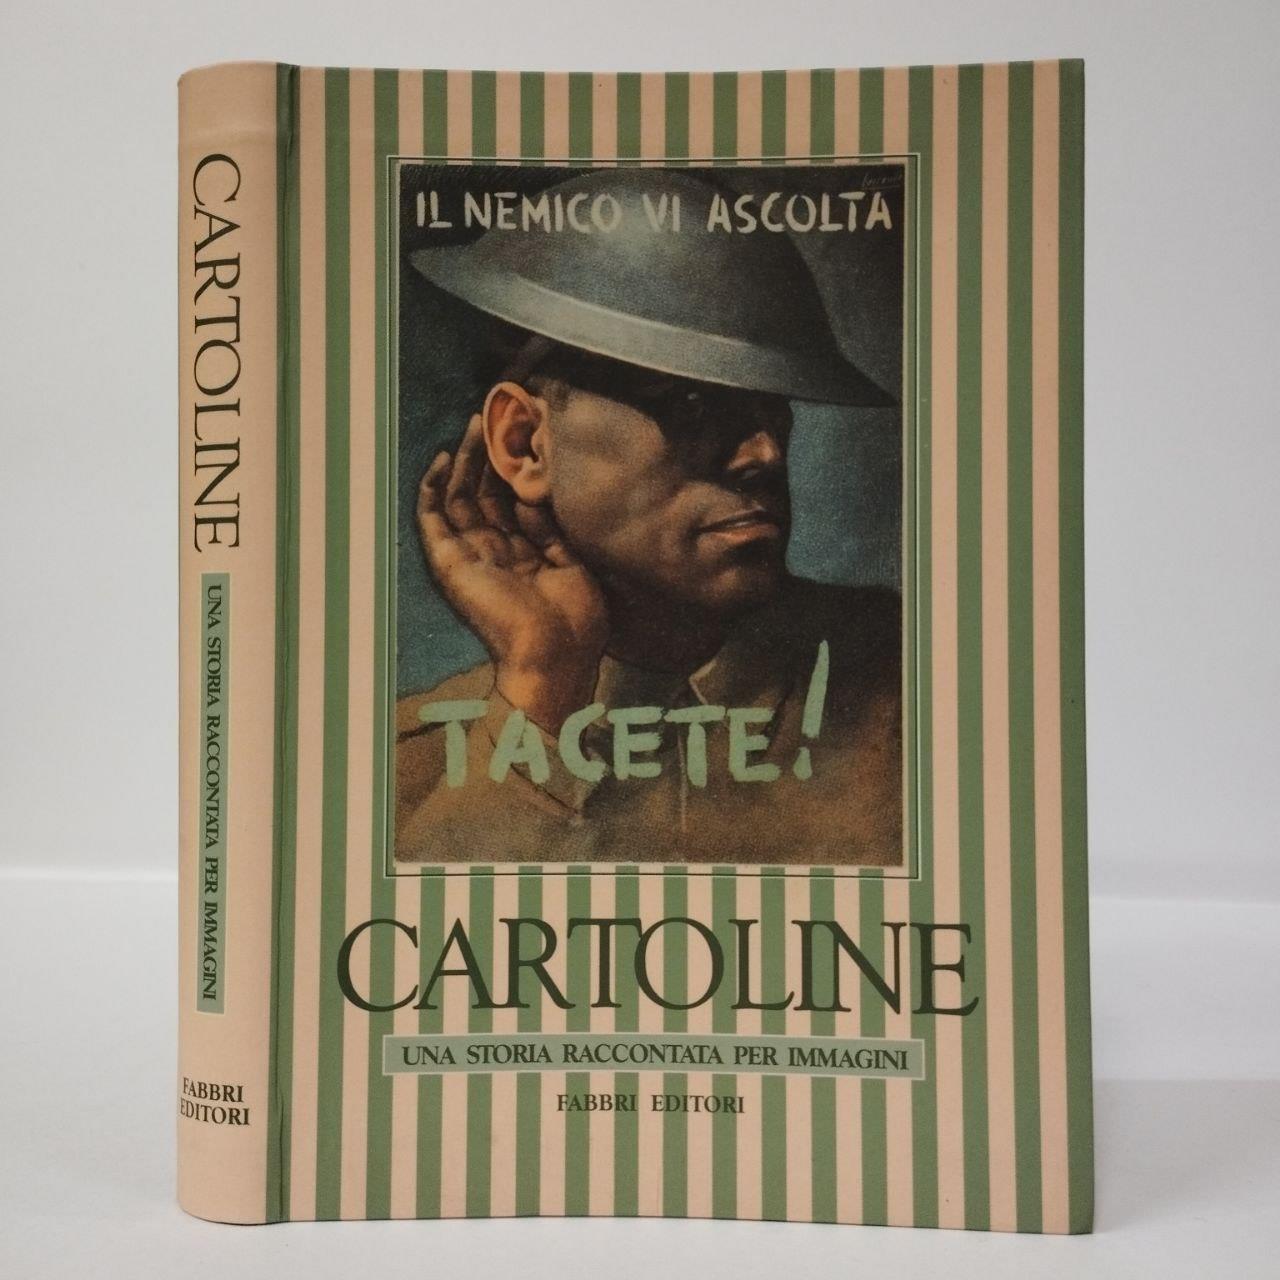 CARTOLINE
UNA STORIA RACCONTATA PER IMMAGINI
FABBRI
EDITORI
IL NEMICO VI ASCOLTA
TACETE!
CARTOLINE
UNA STORIA RACCONTATA PER IMMAGINI
FABBRI EDITORI